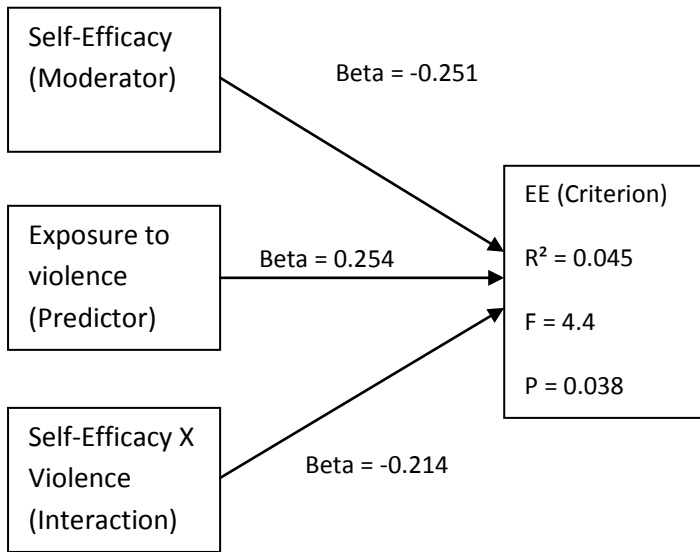 Self-Efficacy
(Moderator)
Beta = -0.251
Exposure to
violence
(Predictor)
Beta = 0.254
Self-Efficacy X
Violence
(Interaction)
Beta = -0.214
EE (Criterion)
R² = 0.045
F = 4.4
P = 0.038